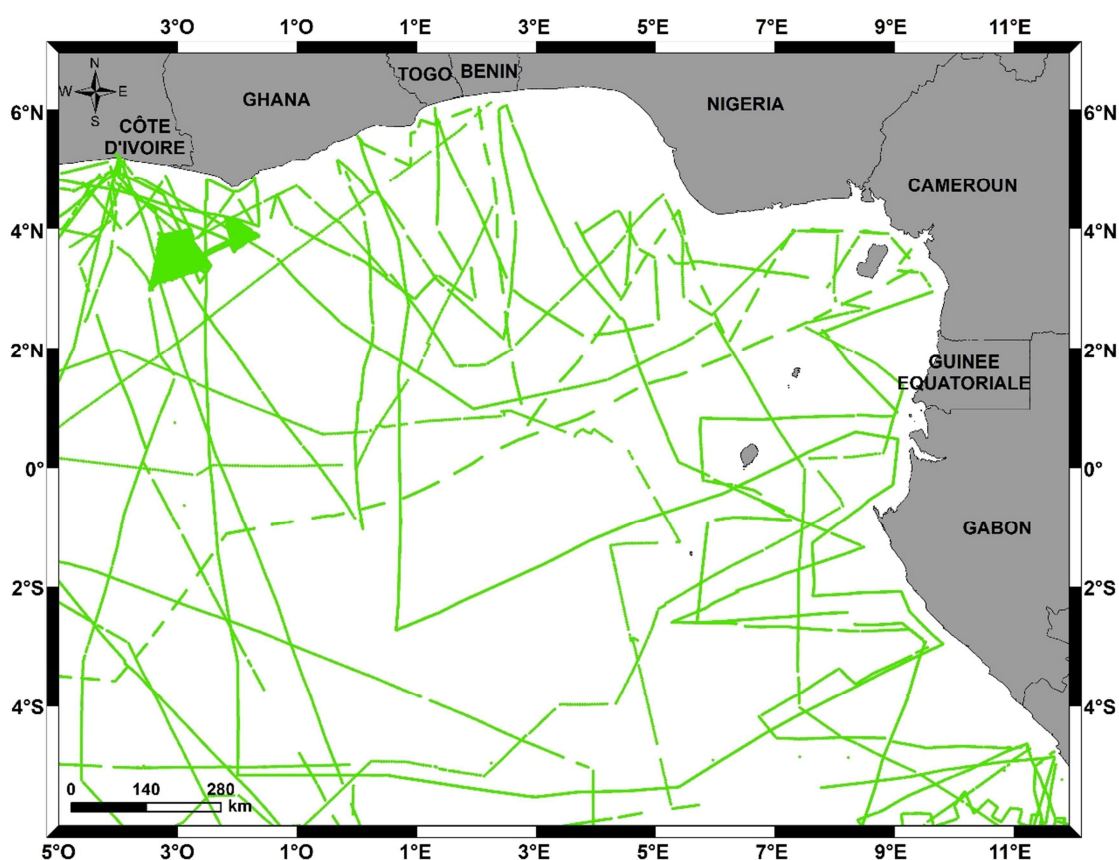 3°O 1°O 1°E 3°E 5°E 7°E 9°E 11°E
N
W E
S
TOGO BENIN
GHANA
NIGERIA
6°N 6°N
CÔTE
D'IVOIRE
CAMEROUN
4°N 4°N
2°N 2°N
GUINEE
EQUATORIALE
0° 0°
GABON
2°S 2°S
4°S 4°S
0 140 280
km
5°O 3°O 1°O 1°E 3°E 5°E 7°E 9°E 11°E